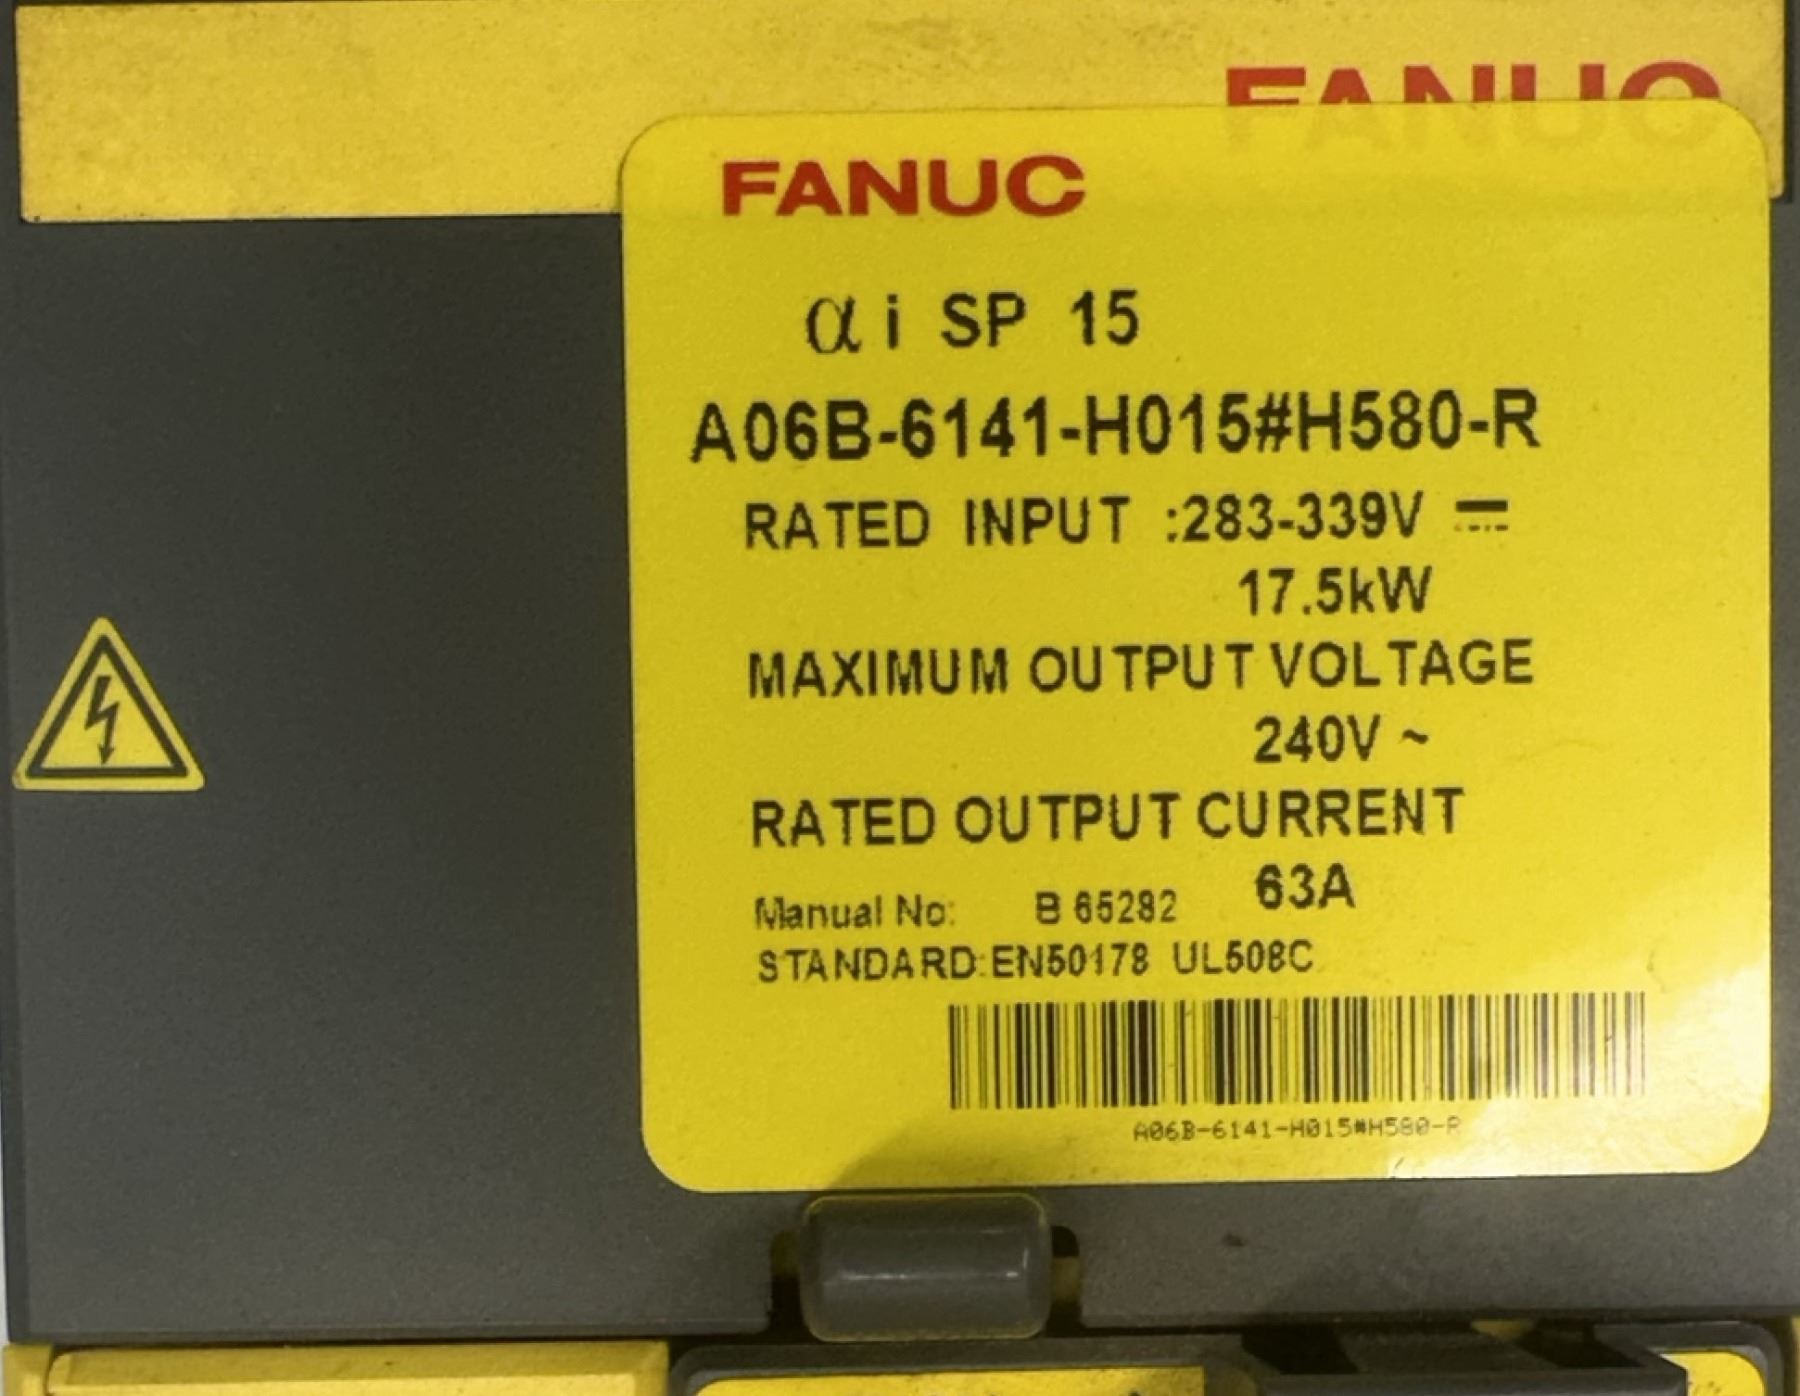 FANUC
FANUC
αi SP 15
A06B-6141-H015#H580-R
RATED INPUT :283-339V ⎓
17.5kW
MAXIMUM OUTPUT VOLTAGE
240V ~
RATED OUTPUT CURRENT
63A
Manual No: B 65282
STANDARD:EN50178 UL508C
A06B-6141-H015#H580-R